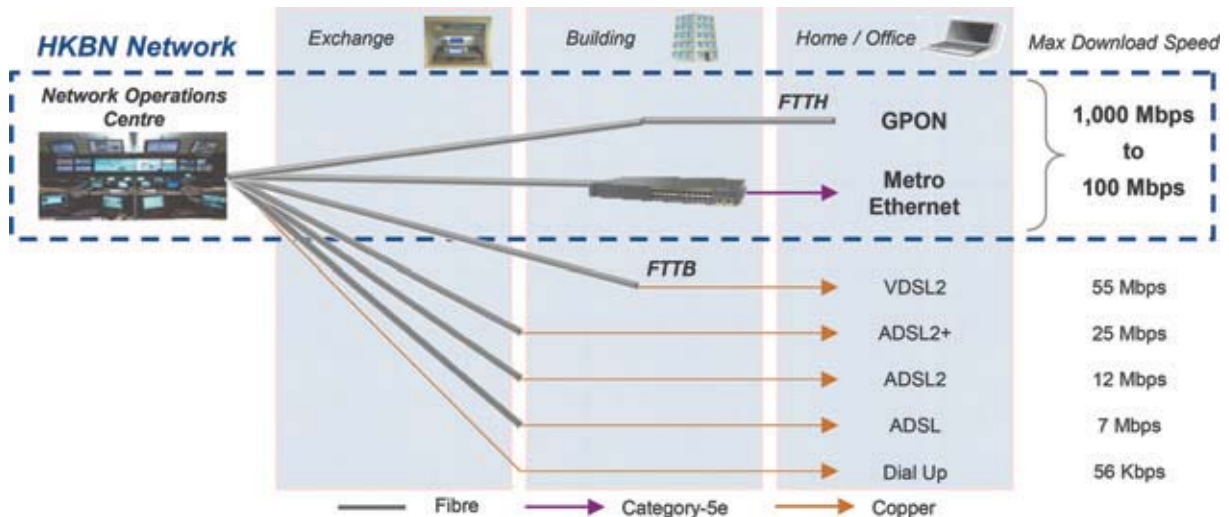 HKBN Network
Exchange
Building
Home / Office
Max Download Speed
Network Operations
Centre
FTTH
GPON
1,000 Mbps
to
100 Mbps
Metro
Ethernet
FTTB
VDSL2
55 Mbps
ADSL2+
25 Mbps
ADSL2
12 Mbps
ADSL
7 Mbps
Dial Up
56 Kbps
Fibre
Category-5e
Copper